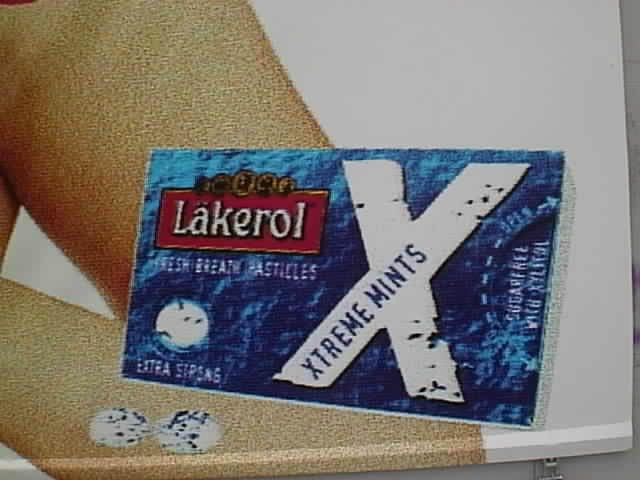 Läkerol
FRESH BREATH PASTILLES
XTREME MINTS
EXTRA STRONG
SUGARFREE
WITH XYLITOL